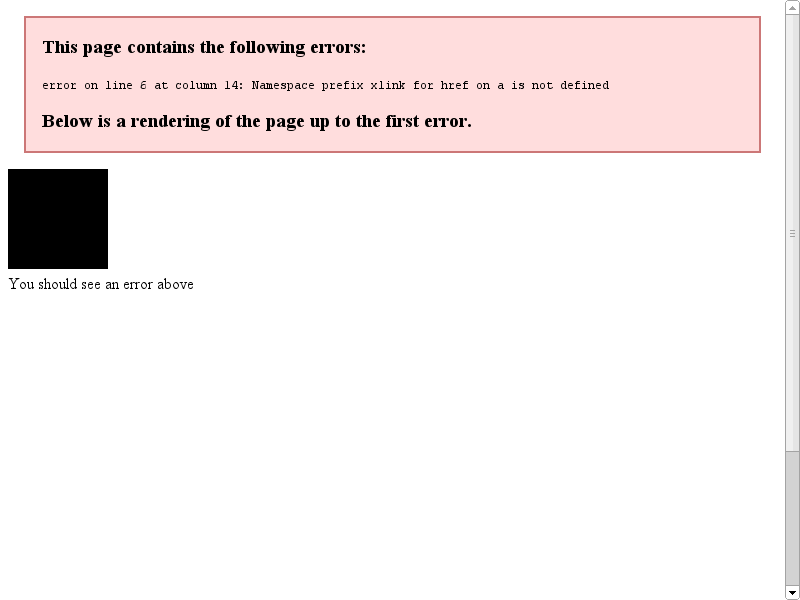 This page contains the following errors:
error on line 6 at column 14: Namespace prefix xlink for href on a is not defined
Below is a rendering of the page up to the first error.
You should see an error above